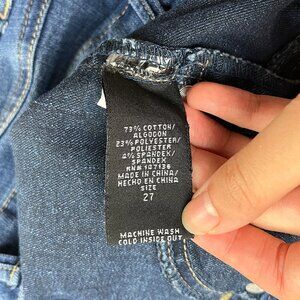 73% COTTON/
ALGODON
23% POLYESTER/
POLIESTER
4% SPANDEX/
SPANDEX
RN# 147136
MADE IN CHINA/
HECHO EN CHINA
SIZE
27
MACHINE WASH
COLD INSIDE OUT